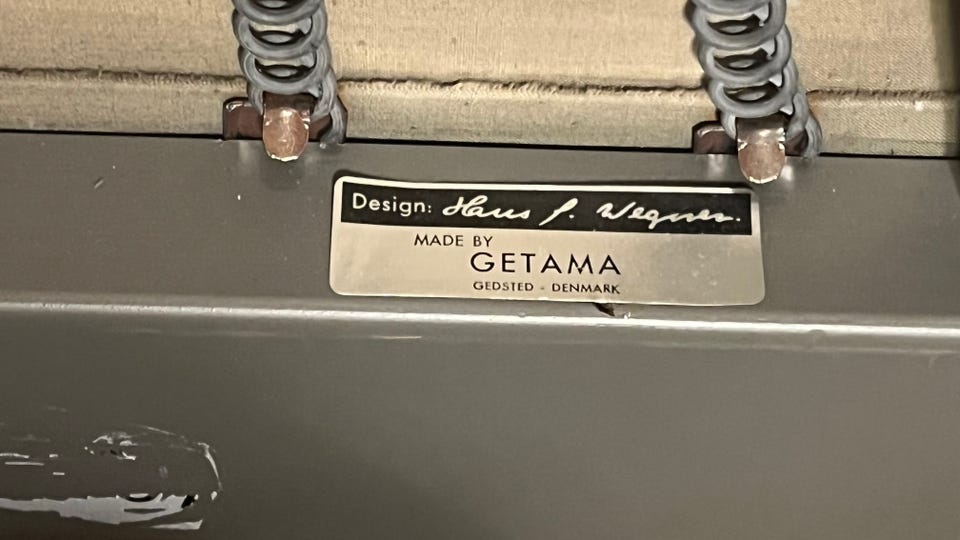 Design: Hans J. Wegner.
MADE BY
GETAMA
GEDSTED - DENMARK